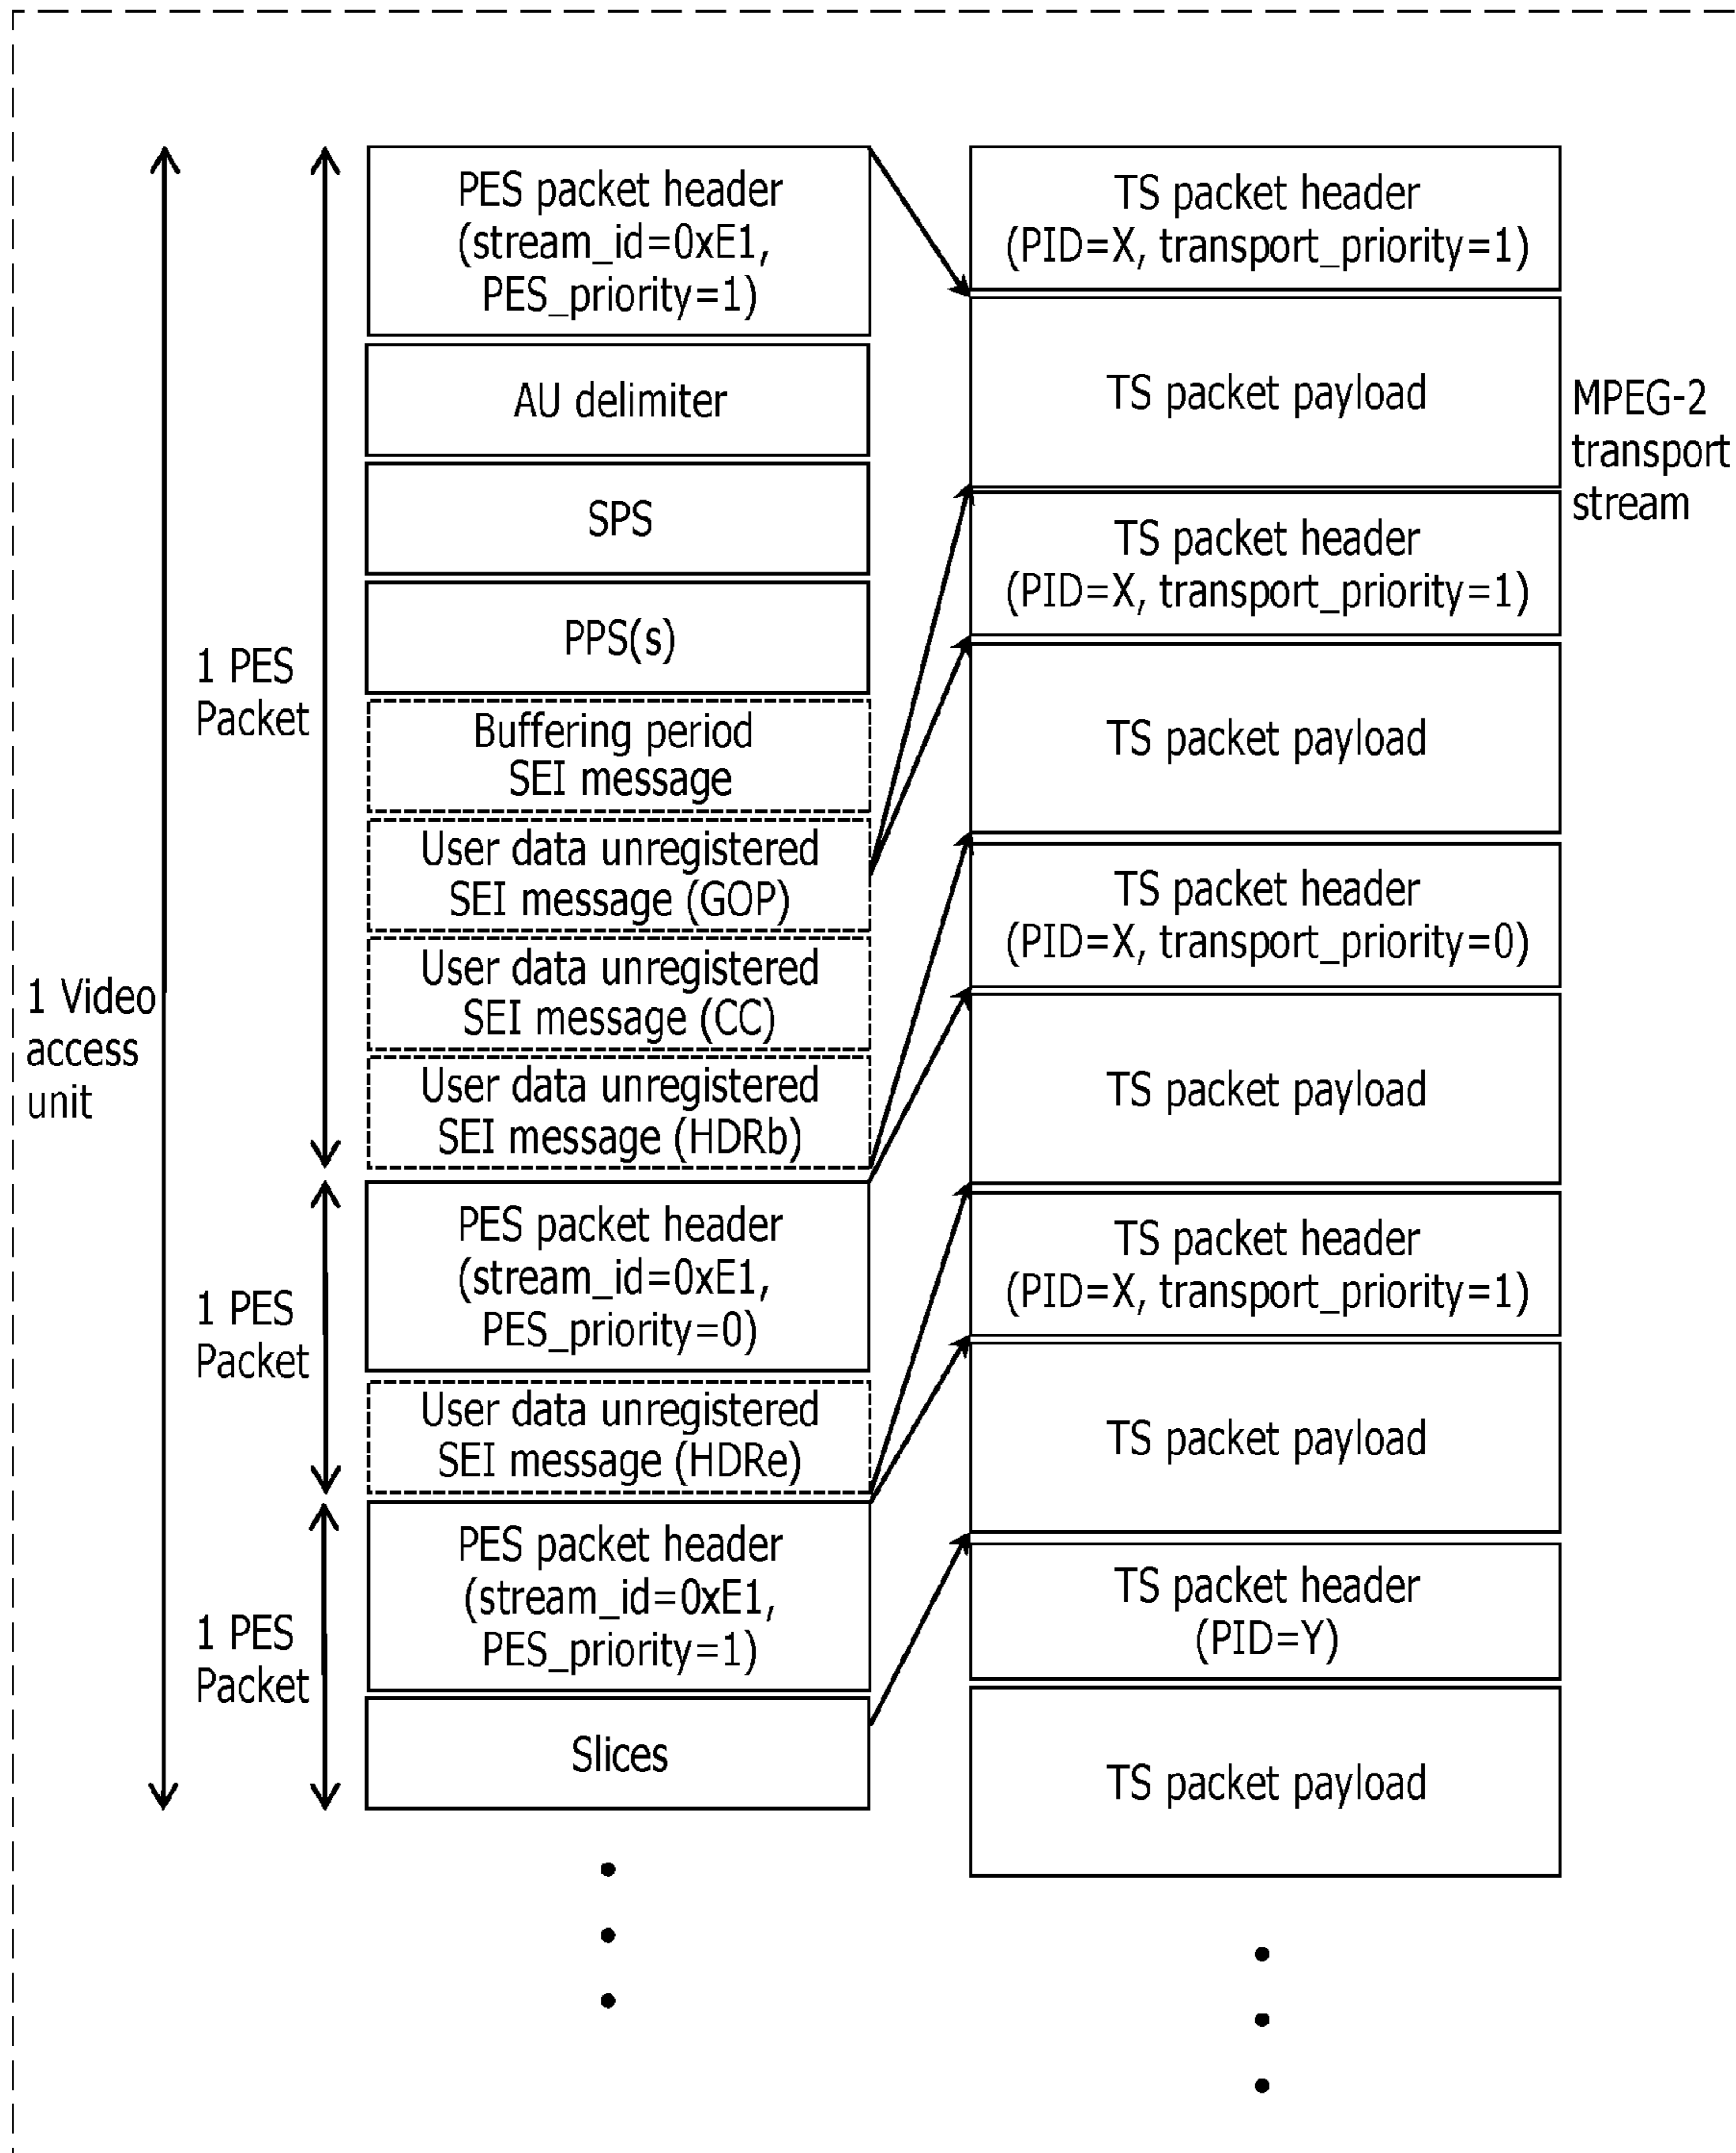 1 Video
access
unit
1 PES
Packet
PES packet header
(stream_id=0xE1,
PES_priority=1)
AU delimiter
SPS
PPS(s)
Buffering period
SEI message
User data unregistered
SEI message (GOP)
User data unregistered
SEI message (CC)
User data unregistered
SEI message (HDRb)
1 PES
Packet
PES packet header
(stream_id=0xE1,
PES_priority=0)
User data unregistered
SEI message (HDRe)
1 PES
Packet
PES packet header
(stream_id=0xE1,
PES_priority=1)
Slices
TS packet header
(PID=X, transport_priority=1)
TS packet payload
TS packet header
(PID=X, transport_priority=1)
TS packet payload
TS packet header
(PID=X, transport_priority=0)
TS packet payload
TS packet header
(PID=X, transport_priority=1)
TS packet payload
TS packet header
(PID=Y)
TS packet payload
MPEG-2
transport
stream